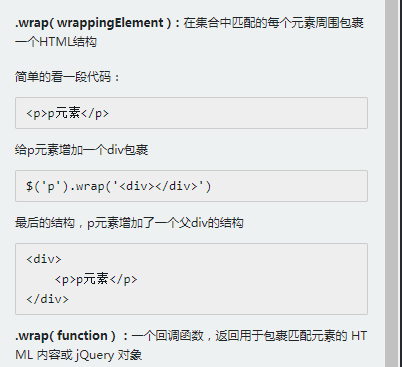 .wrap( wrappingElement )：在集合中匹配的每个元素周围包裹
一个HTML结构
简单的看一段代码：
<p>p元素</p>
给p元素增加一个div包裹
$('p').wrap('<div></div>')
最后的结构，p元素增加了一个父div的结构
<div>
    <p>p元素</p>
</div>
.wrap( function ) ：一个回调函数，返回用于包裹匹配元素的 HT
ML 内容或 jQuery 对象